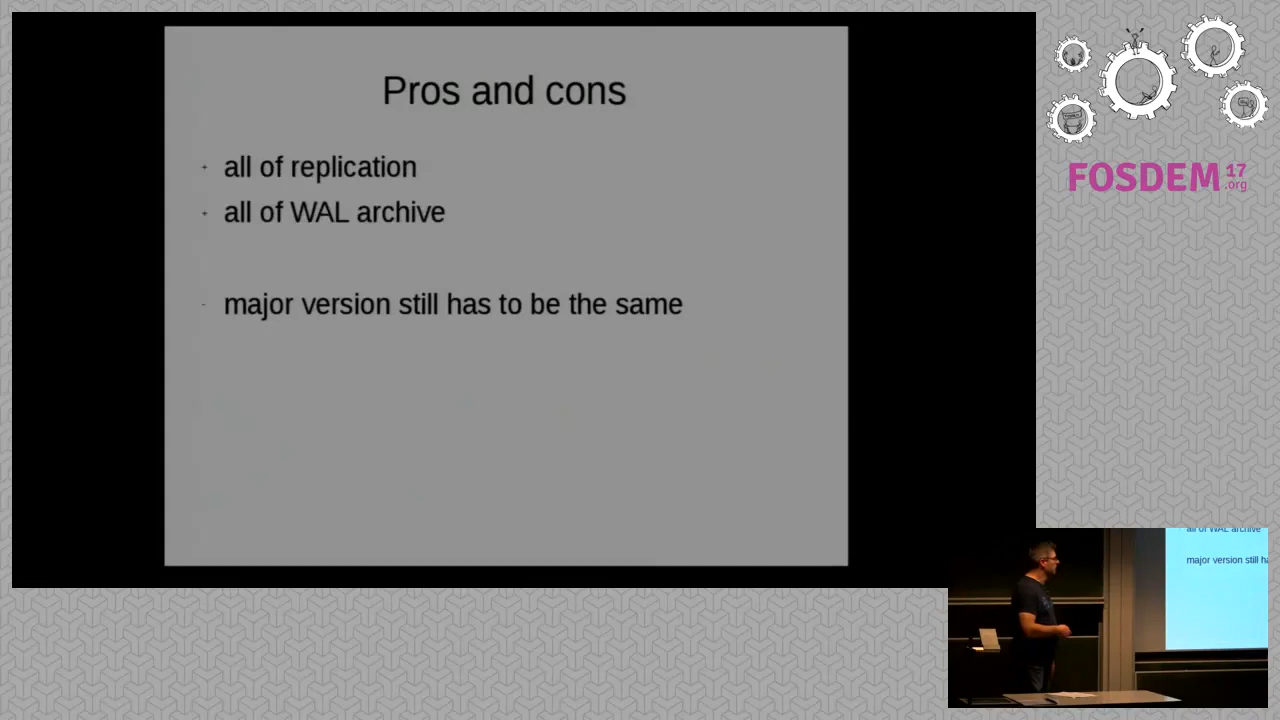 Pros and cons
+ all of replication
+ all of WAL archive
- major version still has to be the same
FOSDEM 17
.org
all of WAL archive
major version still ha